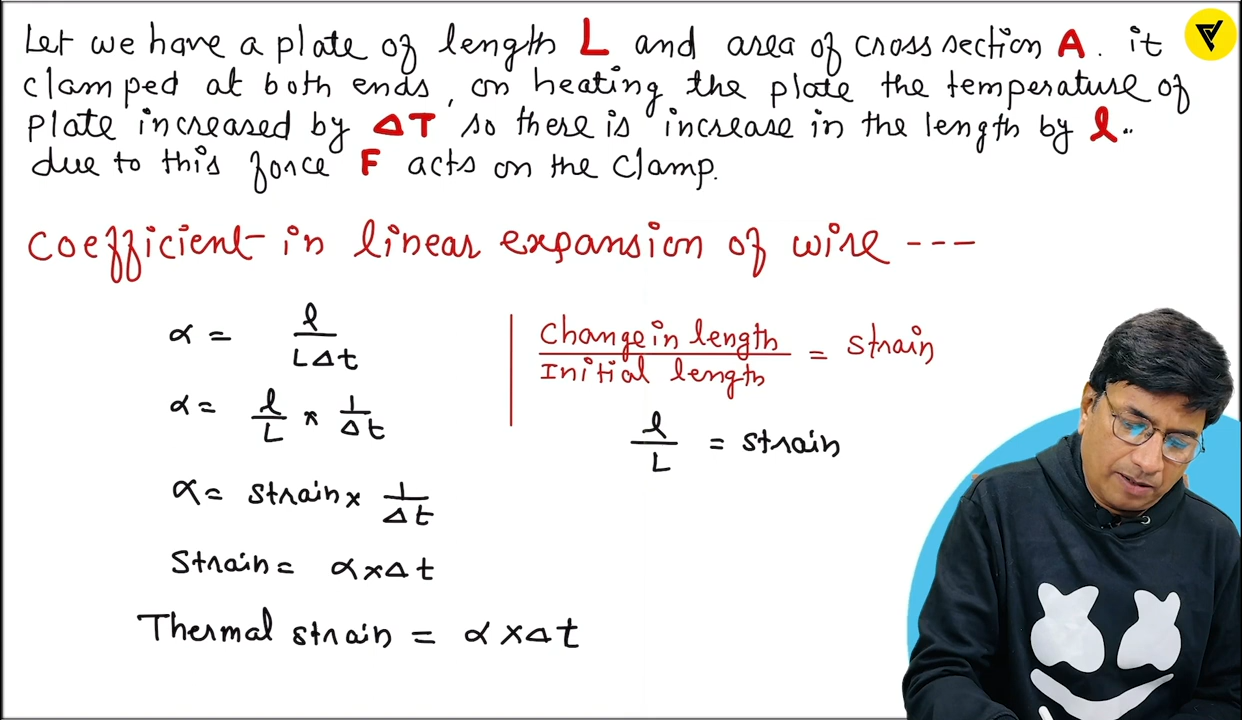 Let we have a plate of length L and area of cross section A. it
clamped at both ends, on heating the plate the temperature of
plate increased by ΔT so there is increase in the length by l..
due to this force F acts on the clamp.
Coefficient in linear expansion of wire ---
α = l / LΔt
Change in length / Initial length = strain
α = l/L × 1/Δt
l/L = strain
α = strain × 1/Δt
Strain = α×Δt
Thermal strain = α×Δt